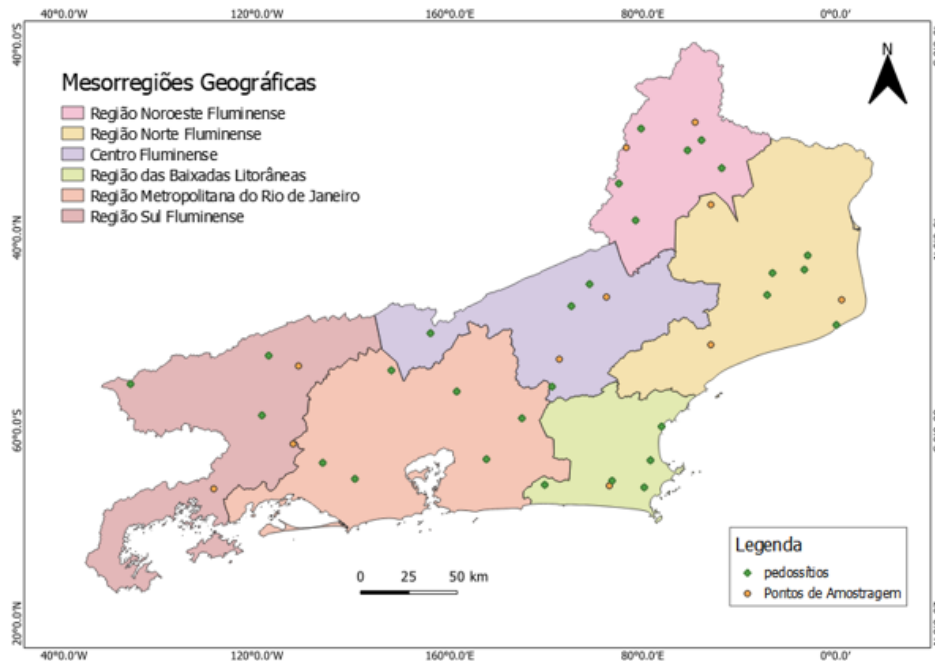 40°0.0'W 120°0.0'W 160°0.0'E 80°0.0'E 0°0.0'
40°0.0'S
N
Mesorregiões Geográficas
Região Noroeste Fluminense
Região Norte Fluminense
Centro Fluminense
Região das Baixadas Litorâneas
Região Metropolitana do Rio de Janeiro
Região Sul Fluminense
40°0.0'N
60°0.0'S
0 25 50 km
Legenda
pedossítios
Pontos de Amostragem
20°0.0'N
40°0.0'W 120°0.0'W 160°0.0'E 80°0.0'E 0°0.0'